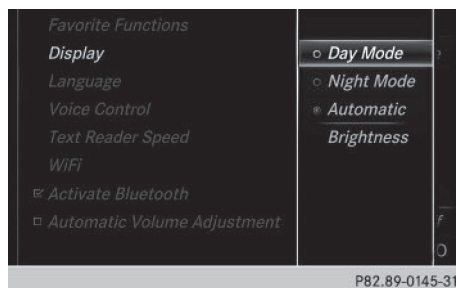 Favorite Functions
Display
Language
Voice Control
Text Reader Speed
WiFi
Activate Bluetooth
Automatic Volume Adjustment
Day Mode
Night Mode
Automatic
Brightness
P82.89-0145-31